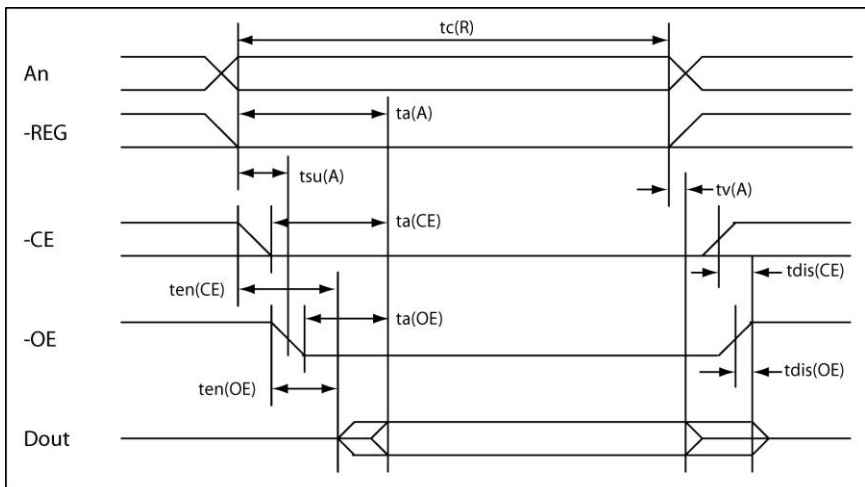 tc(R)
An
ta(A)
-REG
tsu(A)
tv(A)
ta(CE)
-CE
tdis(CE)
ten(CE)
ta(OE)
-OE
tdis(OE)
ten(OE)
Dout